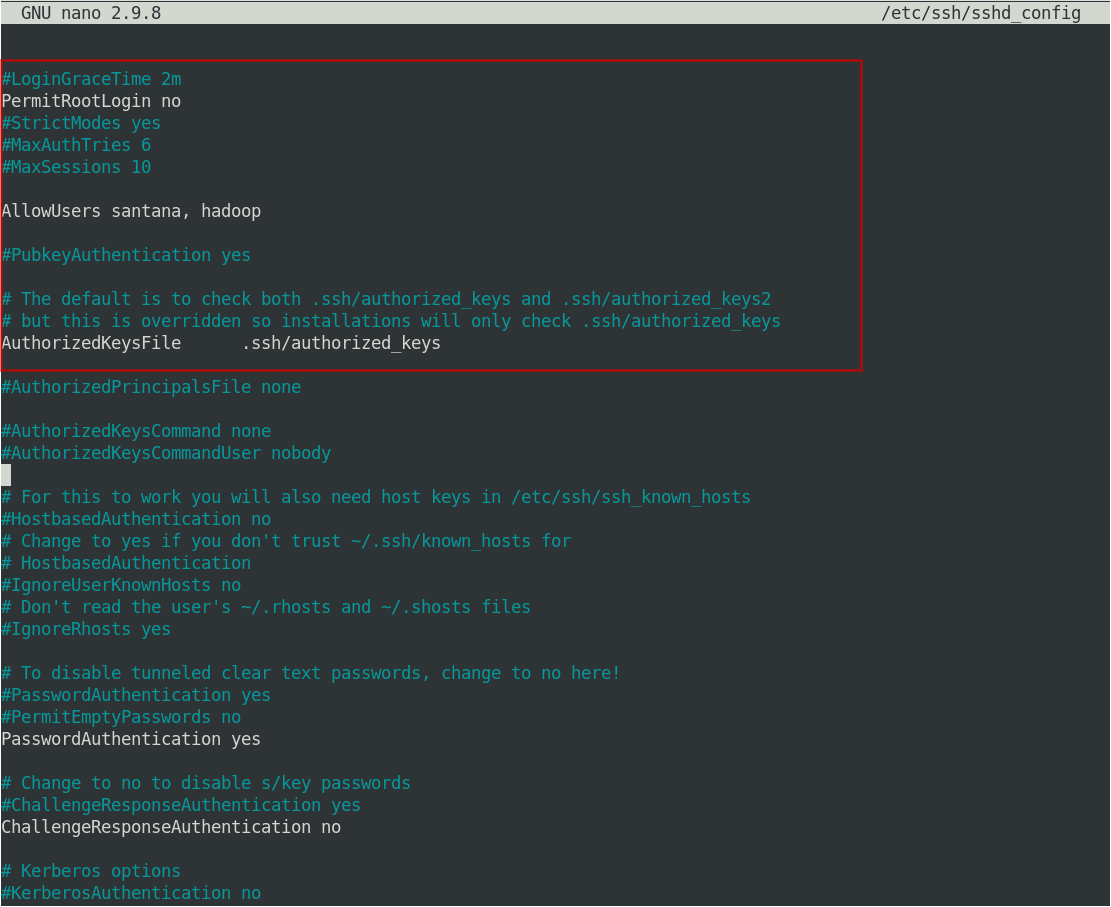 GNU nano 2.9.8 /etc/ssh/sshd_config
#LoginGraceTime 2m
PermitRootLogin no
#StrictModes yes
#MaxAuthTries 6
#MaxSessions 10
AllowUsers santana, hadoop
#PubkeyAuthentication yes
# The default is to check both .ssh/authorized_keys and .ssh/authorized_keys2
# but this is overridden so installations will only check .ssh/authorized_keys
AuthorizedKeysFile      .ssh/authorized_keys
#AuthorizedPrincipalsFile none
#AuthorizedKeysCommand none
#AuthorizedKeysCommandUser nobody
# For this to work you will also need host keys in /etc/ssh/ssh_known_hosts
#HostbasedAuthentication no
# Change to yes if you don't trust ~/.ssh/known_hosts for
# HostbasedAuthentication
#IgnoreUserKnownHosts no
# Don't read the user's ~/.rhosts and ~/.shosts files
#IgnoreRhosts yes
# To disable tunneled clear text passwords, change to no here!
#PasswordAuthentication yes
#PermitEmptyPasswords no
PasswordAuthentication yes
# Change to no to disable s/key passwords
#ChallengeResponseAuthentication yes
ChallengeResponseAuthentication no
# Kerberos options
#KerberosAuthentication no